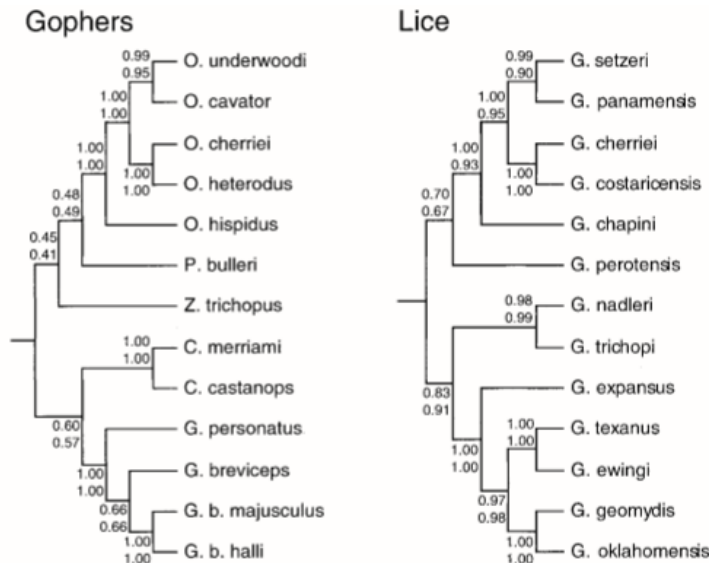 Gophers
0.99
0.95
O. underwoodi
O. cavator
1.00
1.00
O. cherriei
1.00
1.00
O. heterodus
1.00
1.00
O. hispidus
0.48
0.49
P. bulleri
0.45
0.41
Z. trichopus
1.00
1.00
C. merriami
C. castanops
0.60
0.57
G. personatus
1.00
1.00
G. breviceps
0.66
0.66
G. b. majusculus
1.00
1.00
G. b. halli
Lice
0.99
0.90
G. setzeri
G. panamensis
1.00
0.95
G. cherriei
1.00
1.00
G. costaricensis
1.00
0.93
G. chapini
0.70
0.67
G. perotensis
0.98
0.99
G. nadleri
G. trichopi
0.83
0.91
G. expansus
1.00
1.00
G. texanus
1.00
1.00
G. ewingi
0.97
0.98
G. geomydis
1.00
1.00
G. oklahomensis